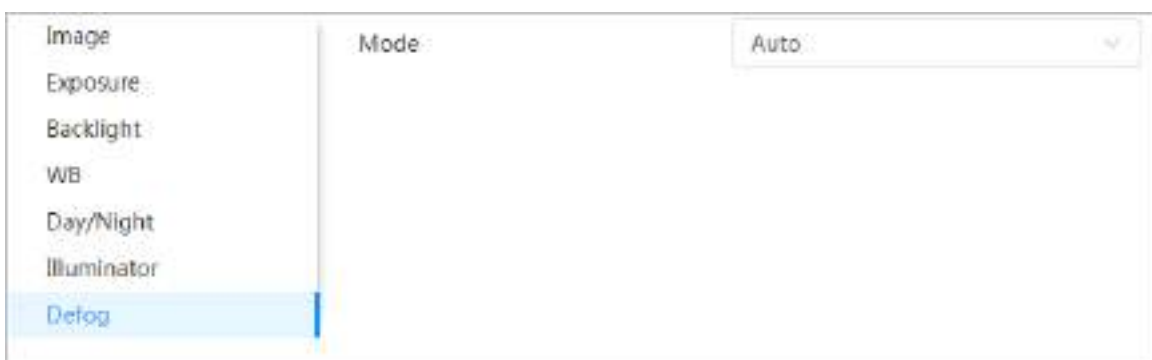 Image
Mode Auto
Exposure
Backlight
WB
Day/Night
Illuminator
Defog